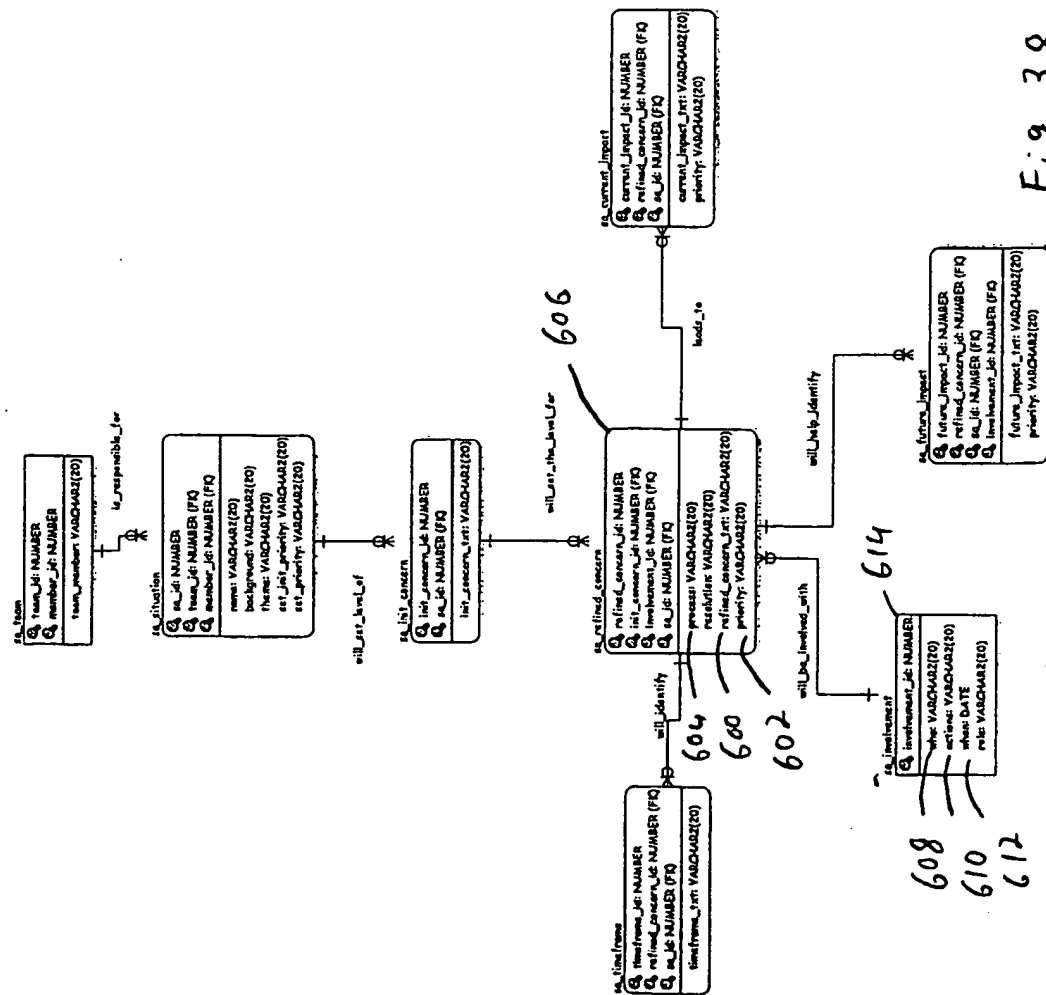 sa_team
team_id: NUMBER
member_id: NUMBER
team_member: VARCHAR2(20)
is_responsible_for
sa_situation
sa_id: NUMBER
team_id: NUMBER (FK)
member_id: NUMBER (FK)
name: VARCHAR2(20)
background: VARCHAR2(20)
theme: VARCHAR2(20)
set_init_priority: VARCHAR2(20)
set_priority: VARCHAR2(20)
will_set_level_of
sa_init_concern
init_concern_id: NUMBER
sa_id: NUMBER (FK)
init_concern_txt: VARCHAR2(20)
will_set_the_level_for
606
sa_refined_concern
refined_concern_id: NUMBER
init_concern_id: NUMBER (FK)
involvement_id: NUMBER (FK)
sa_id: NUMBER (FK)
process: VARCHAR2(20)
resolution: VARCHAR2(20)
refined_concern_txt: VARCHAR2(20)
priority: VARCHAR2(20)
604
600
602
leads_to
sa_current_impact
current_impact_id: NUMBER
refined_concern_id: NUMBER (FK)
sa_id: NUMBER (FK)
current_impact_txt: VARCHAR2(20)
priority: VARCHAR2(20)
will_identify
sa_timeframe
timeframe_id: NUMBER
refined_concern_id: NUMBER (FK)
sa_id: NUMBER (FK)
timeframe_txt: VARCHAR2(20)
will_be_involved_with
614
sa_involvement
involvement_id: NUMBER
who: VARCHAR2(20)
actions: VARCHAR2(20)
when: DATE
role: VARCHAR2(20)
608
610
612
will_help_identify
sa_future_impact
future_impact_id: NUMBER
refined_concern_id: NUMBER (FK)
sa_id: NUMBER (FK)
involvement_id: NUMBER (FK)
future_impact_txt: VARCHAR2(20)
priority: VARCHAR2(20)
Fig 38